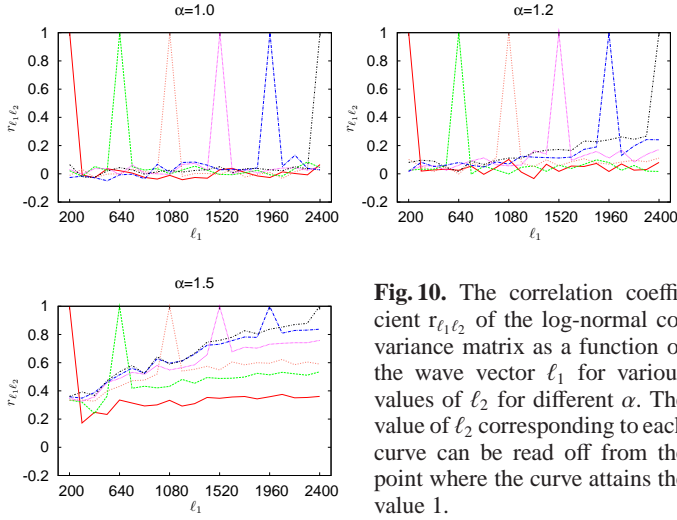 α=1.0
1
0.8
0.6
0.4
0.2
0
-0.2
r_{ℓ1ℓ2}
200 640 1080 1520 1960 2400
ℓ1
α=1.2
1
0.8
0.6
0.4
0.2
0
-0.2
r_{ℓ1ℓ2}
200 640 1080 1520 1960 2400
ℓ1
α=1.5
1
0.8
0.6
0.4
0.2
0
-0.2
r_{ℓ1ℓ2}
200 640 1080 1520 1960 2400
ℓ1
Fig. 10. The correlation coeffi
cient r_{ℓ1ℓ2} of the log-normal co
variance matrix as a function o
the wave vector ℓ1 for variou
values of ℓ2 for different α. The
value of ℓ2 corresponding to each
curve can be read off from the
point where the curve attains the
value 1.